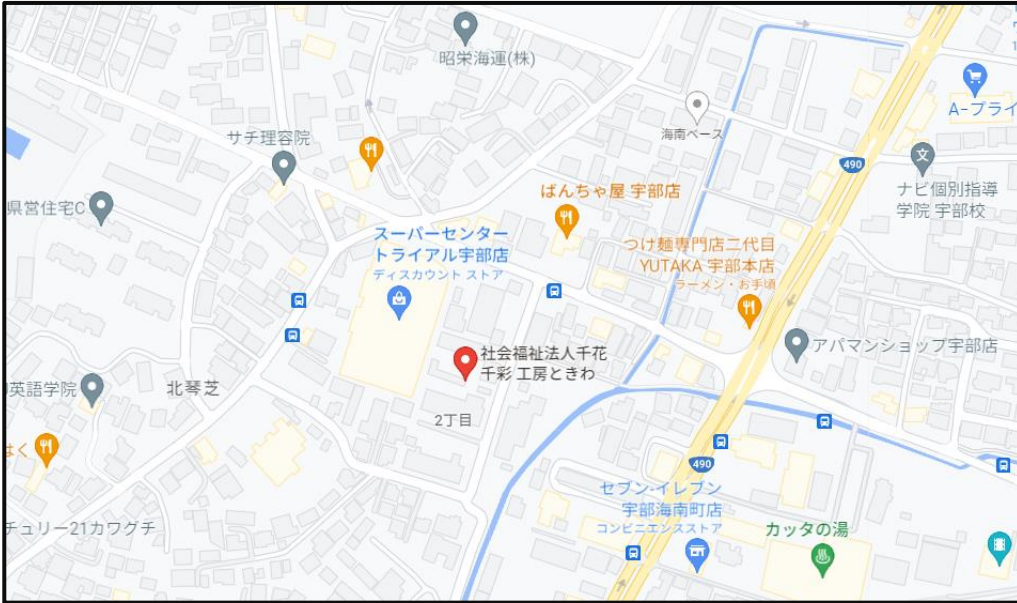 昭栄海運(株)
A-プライ
海南ベース
サチ理容院
490
ナビ個別指導
学院 宇部校
県営住宅C
ばんちゃ屋 宇部店
スーパーセンター
トライアル宇部店
ディスカウント ストア
つけ麺専門店二代目
YUTAKA 宇部本店
ラーメン・お手頃
アパマンショップ宇部店
社会福祉法人千花
千彩 工房ときわ
英語学院
北琴芝
2丁目
はく
490
セブン-イレブン
宇部海南町店
コンビニエンスストア
チュリー21カワグチ
カッタの湯